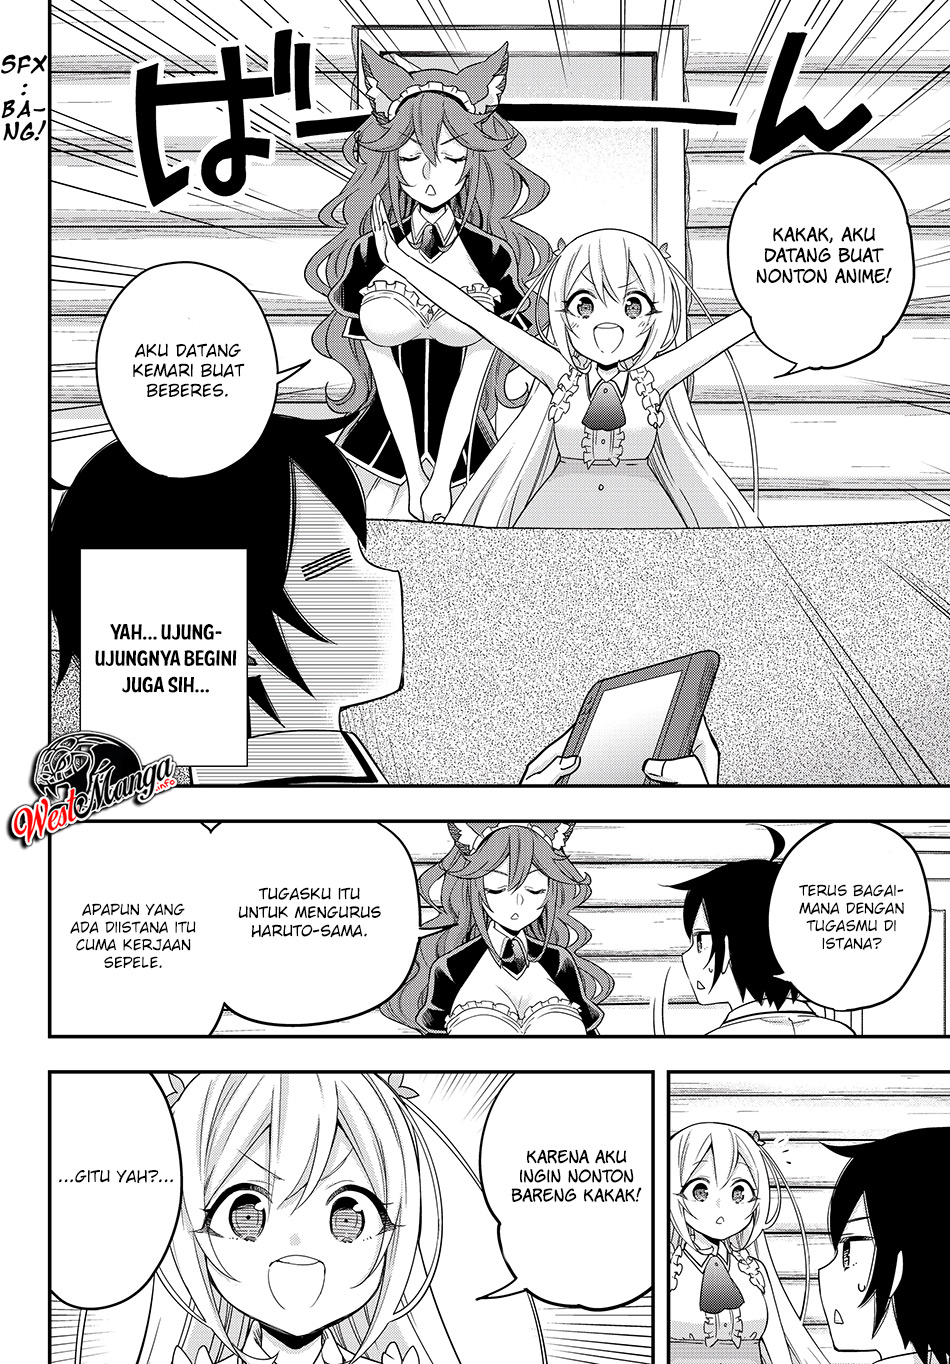 SFX
:
BA-
NG!
ばーん
KAKAK, AKU
DATANG BUAT
NONTON ANIME!
AKU DATANG
KEMARI BUAT
BEBERES.
YAH... UJUNG-
UJUNGNYA BEGINI
JUGA SIH...
WestManga
.info
TERUS BAGAI-
MANA DENGAN
TUGASMU DI
ISTANA?
TUGASKU ITU
UNTUK MENGURUS
HARUTO-SAMA.
APAPUN YANG
ADA DIISTANA ITU
CUMA KERJAAN
SEPELE.
KARENA AKU
INGIN NONTON
BARENG KAKAK!
...GITU YAH?...